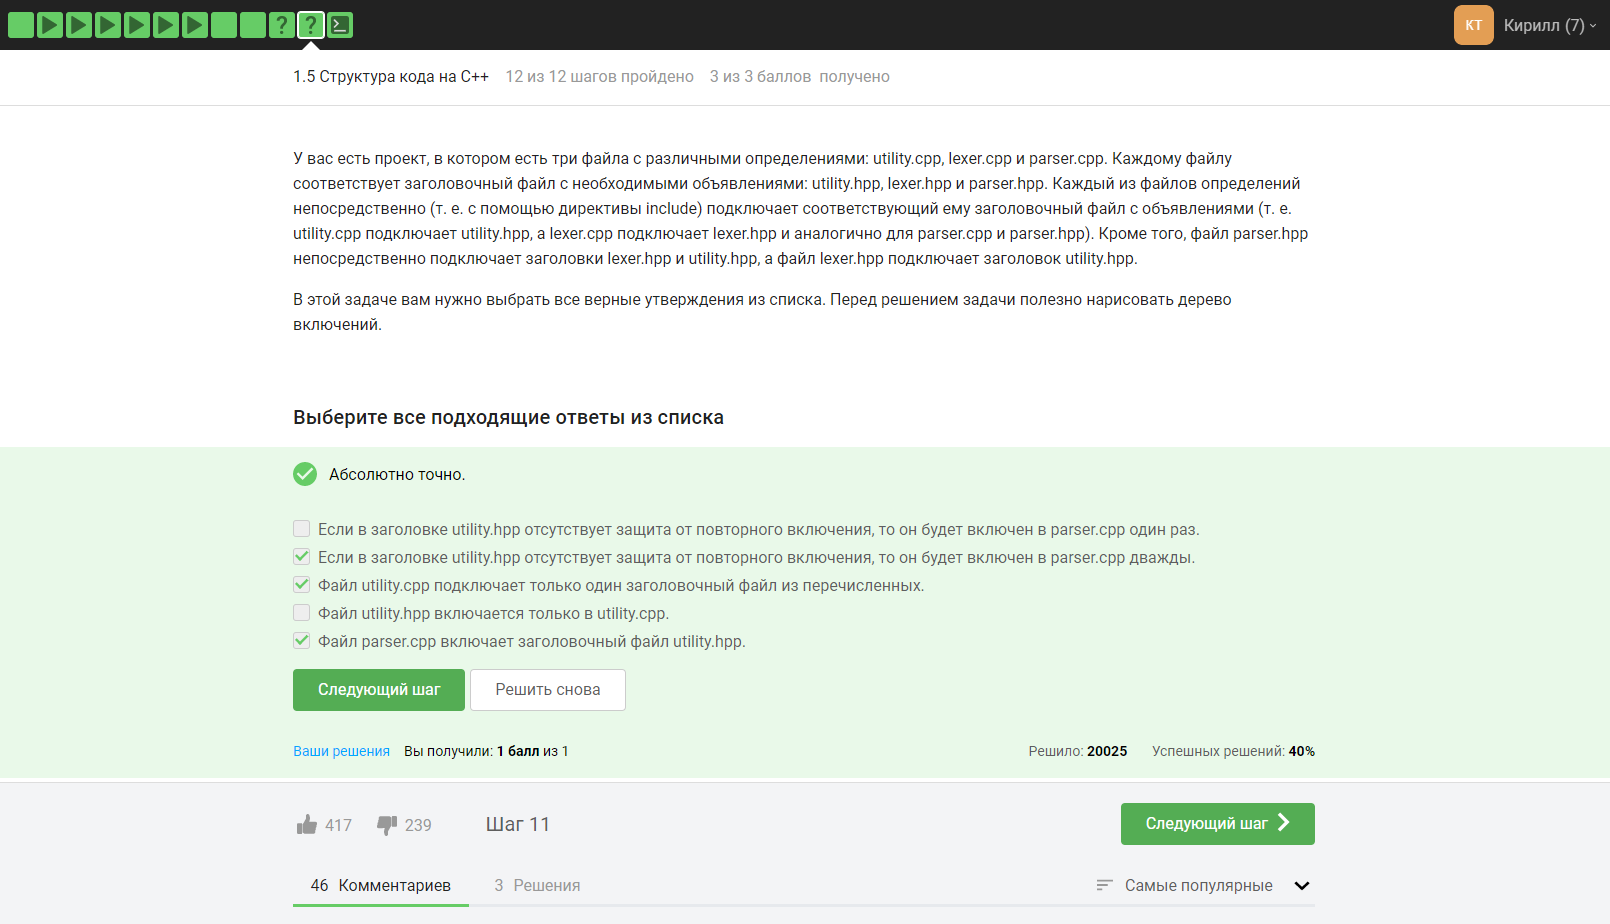 ? ?
КТ Кирилл (7)
1.5 Структура кода на C++ 12 из 12 шагов пройдено 3 из 3 баллов получено
У вас есть проект, в котором есть три файла с различными определениями: utility.cpp, lexer.cpp и parser.cpp. Каждому файлу
соответствует заголовочный файл с необходимыми объявлениями: utility.hpp, lexer.hpp и parser.hpp. Каждый из файлов определений
непосредственно (т. е. с помощью директивы include) подключает соответствующий ему заголовочный файл с объявлениями (т. е.
utility.cpp подключает utility.hpp, а lexer.cpp подключает lexer.hpp и аналогично для parser.cpp и parser.hpp). Кроме того, файл parser.hpp
непосредственно подключает заголовки lexer.hpp и utility.hpp, а файл lexer.hpp подключает заголовок utility.hpp.
В этой задаче вам нужно выбрать все верные утверждения из списка. Перед решением задачи полезно нарисовать дерево
включений.
Выберите все подходящие ответы из списка
Абсолютно точно.
Если в заголовке utility.hpp отсутствует защита от повторного включения, то он будет включен в parser.cpp один раз.
Если в заголовке utility.hpp отсутствует защита от повторного включения, то он будет включен в parser.cpp дважды.
Файл utility.cpp подключает только один заголовочный файл из перечисленных.
Файл utility.hpp включается только в utility.cpp.
Файл parser.cpp включает заголовочный файл utility.hpp.
Следующий шаг Решить снова
Ваши решения Вы получили: 1 балл из 1 Решило: 20025 Успешных решений: 40%
417 239 Шаг 11 Следующий шаг
46 Комментариев 3 Решения Самые популярные